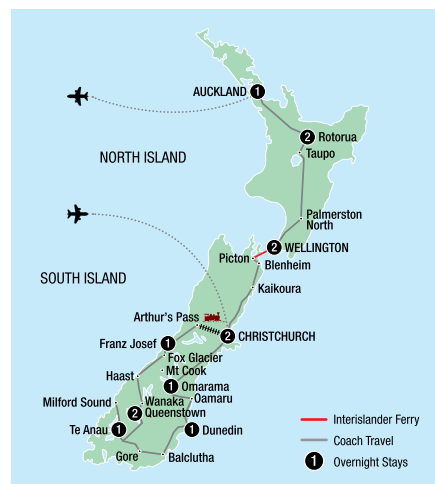 AUCKLAND 1
2 Rotorua
Taupo
NORTH ISLAND
Palmerston
North
2 WELLINGTON
Picton
Blenheim
SOUTH ISLAND
Kaikoura
Arthur's Pass
2 CHRISTCHURCH
Franz Josef 1
Fox Glacier
Mt Cook
Haast
1 Omarama
Oamaru
Milford Sound
Wanaka
2 Queenstown
Te Anau 1
1 Dunedin
Gore
Balclutha
Interislander Ferry
Coach Travel
1 Overnight Stays